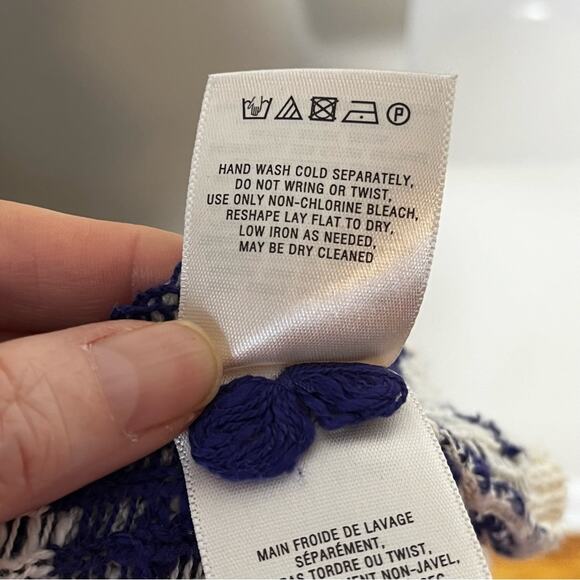 P
HAND WASH COLD SEPARATELY,
DO NOT WRING OR TWIST,
USE ONLY NON-CHLORINE BLEACH,
RESHAPE LAY FLAT TO DRY,
LOW IRON AS NEEDED,
MAY BE DRY CLEANED
MAIN FROIDE DE LAVAGE
SÉPARÉMENT,
PAS TORDRE OU TWIST,
NON-JAVEL,